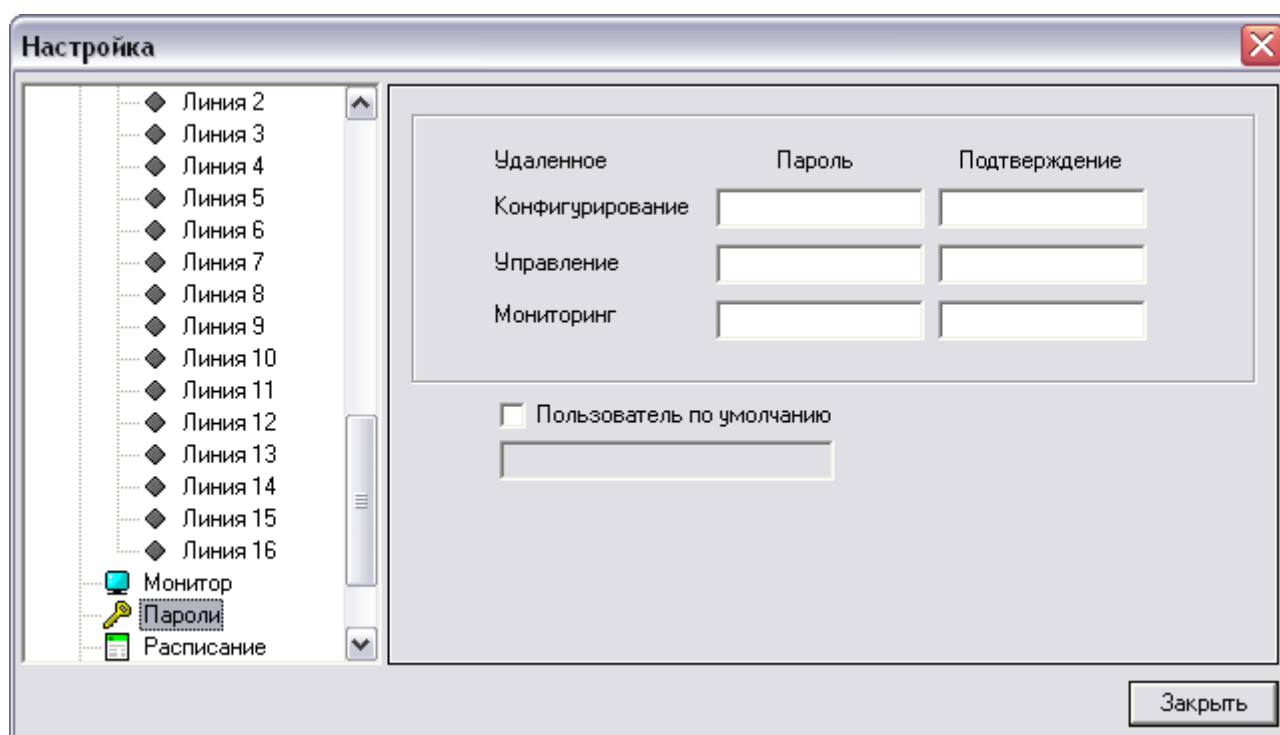 Настройка
Линия 2
Линия 3
Линия 4
Линия 5
Линия 6
Линия 7
Линия 8
Линия 9
Линия 10
Линия 11
Линия 12
Линия 13
Линия 14
Линия 15
Линия 16
Монитор
Пароли
Расписание
Удаленное Пароль Подтверждение
Конфигурирование
Управление
Мониторинг
Пользователь по умолчанию
Закрыть